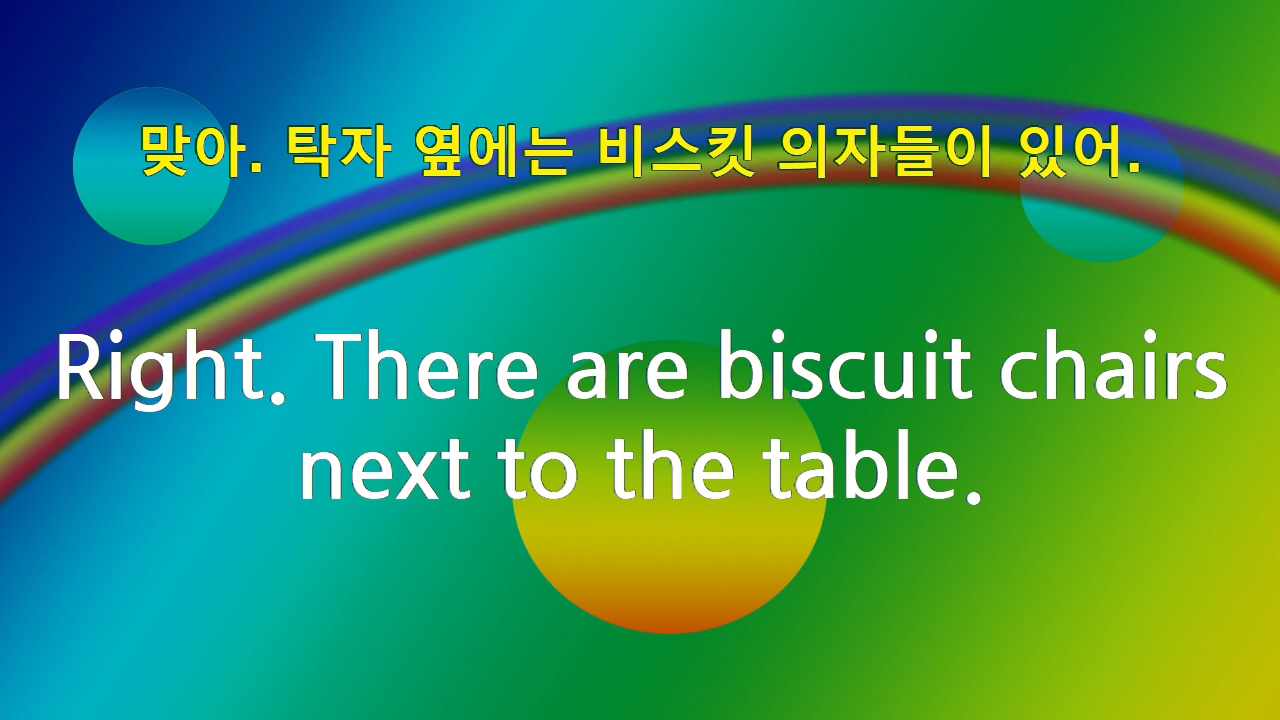 맞아. 탁자 옆에는 비스킷 의자들이 있어.
Right. There are biscuit chairs
next to the table.